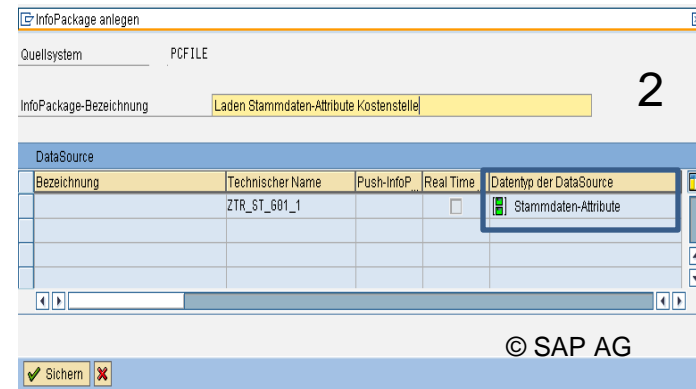 InfoPackage anlegen
Quellsystem PCFILE
2
InfoPackage-Bezeichnung Laden Stammdaten-Attribute Kostenstelle
DataSource
Bezeichnung Technischer Name Push-InfoP... Real Time ... Datentyp der DataSource
ZTR_ST_G01_1 Stammdaten-Attribute
© SAP AG
Sichern